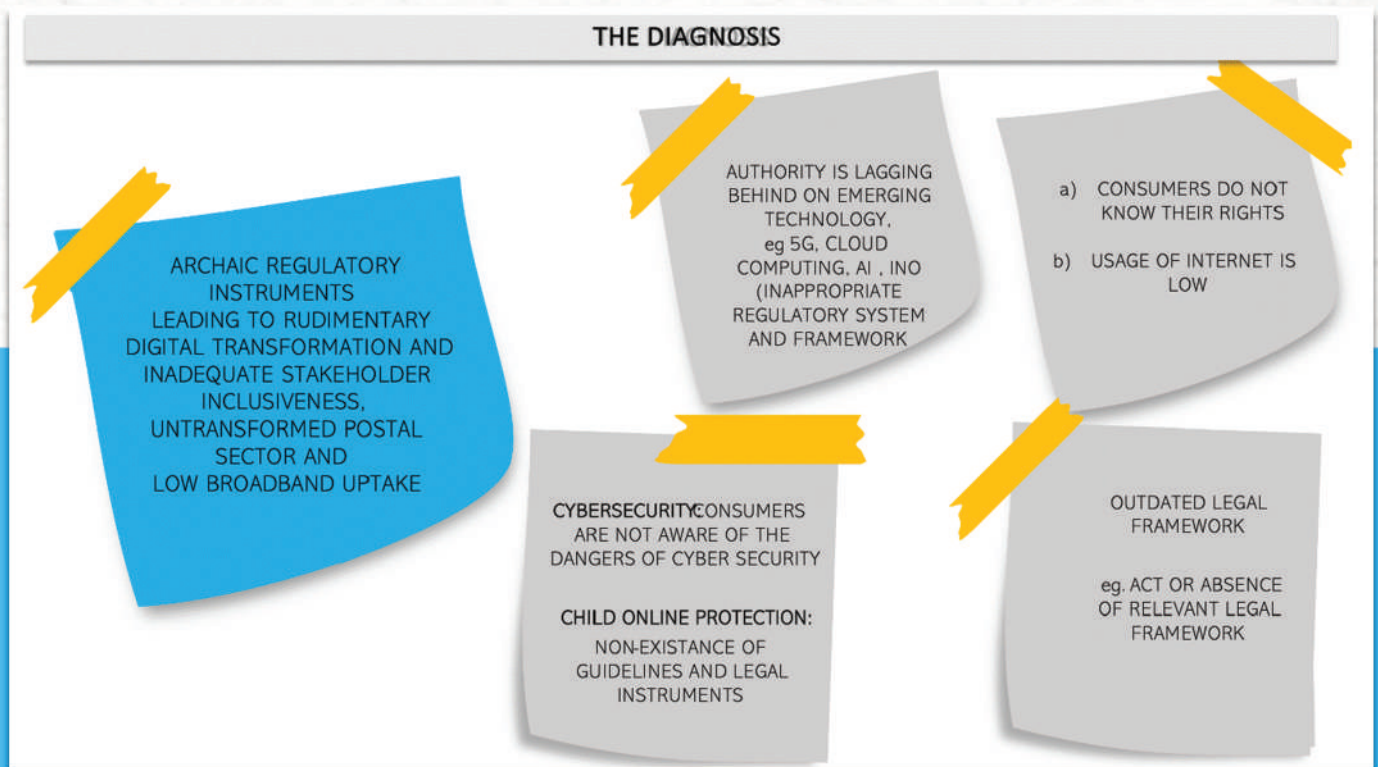 THE DIAGNOSIS
ARCHAIC REGULATORY
INSTRUMENTS
LEADING TO RUDIMENTARY
DIGITAL TRANSFORMATION AND
INADEQUATE STAKEHOLDER
INCLUSIVENESS,
UNTRANSFORMED POSTAL
SECTOR AND
LOW BROADBAND UPTAKE
AUTHORITY IS LAGGING
BEHIND ON EMERGING
TECHNOLOGY,
eg 5G, CLOUD
COMPUTING, AI , INO
(INAPPROPRIATE
REGULATORY SYSTEM
AND FRAMEWORK
a) CONSUMERS DO NOT
KNOW THEIR RIGHTS
b) USAGE OF INTERNET IS
LOW
CYBERSECURITY:CONSUMERS
ARE NOT AWARE OF THE
DANGERS OF CYBER SECURITY
CHILD ONLINE PROTECTION:
NON-EXISTANCE OF
GUIDELINES AND LEGAL
INSTRUMENTS
OUTDATED LEGAL
FRAMEWORK
eg. ACT OR ABSENCE
OF RELEVANT LEGAL
FRAMEWORK